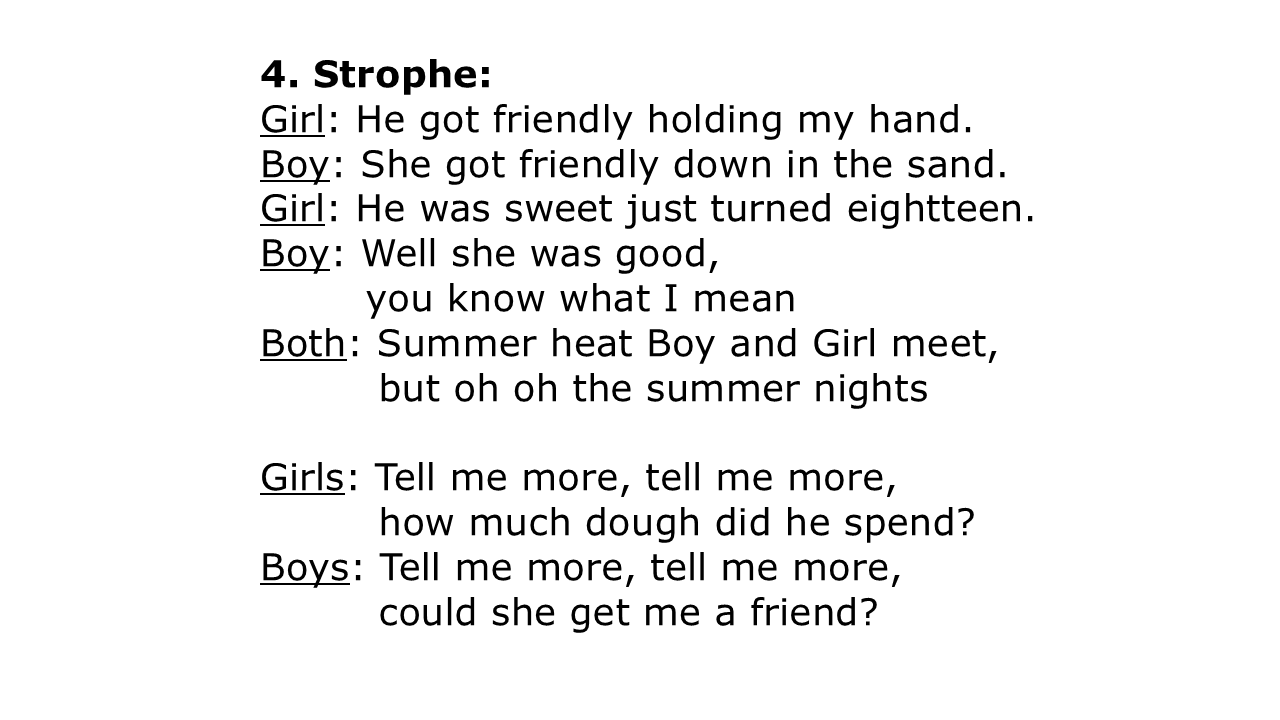 4. Strophe:
Girl: He got friendly holding my hand.
Boy: She got friendly down in the sand.
Girl: He was sweet just turned eightteen.
Boy: Well she was good,
you know what I mean
Both: Summer heat Boy and Girl meet,
but oh oh the summer nights
Girls: Tell me more, tell me more,
how much dough did he spend?
Boys: Tell me more, tell me more,
could she get me a friend?